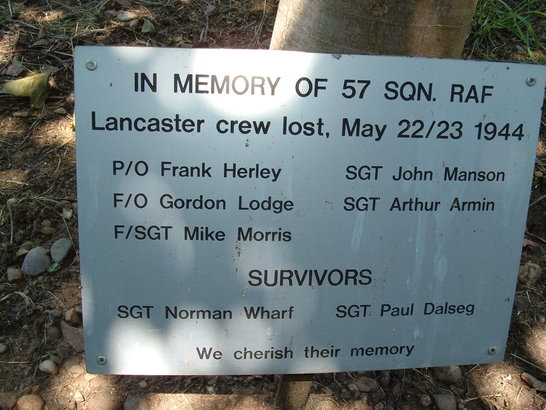 IN MEMORY OF 57 SQN. RAF
Lancaster crew lost, May 22/23 1944
P/O Frank Herley SGT John Manson
F/O Gordon Lodge SGT Arthur Armin
F/SGT Mike Morris
SURVIVORS
SGT Norman Wharf SGT Paul Dalseg
We cherish their memory